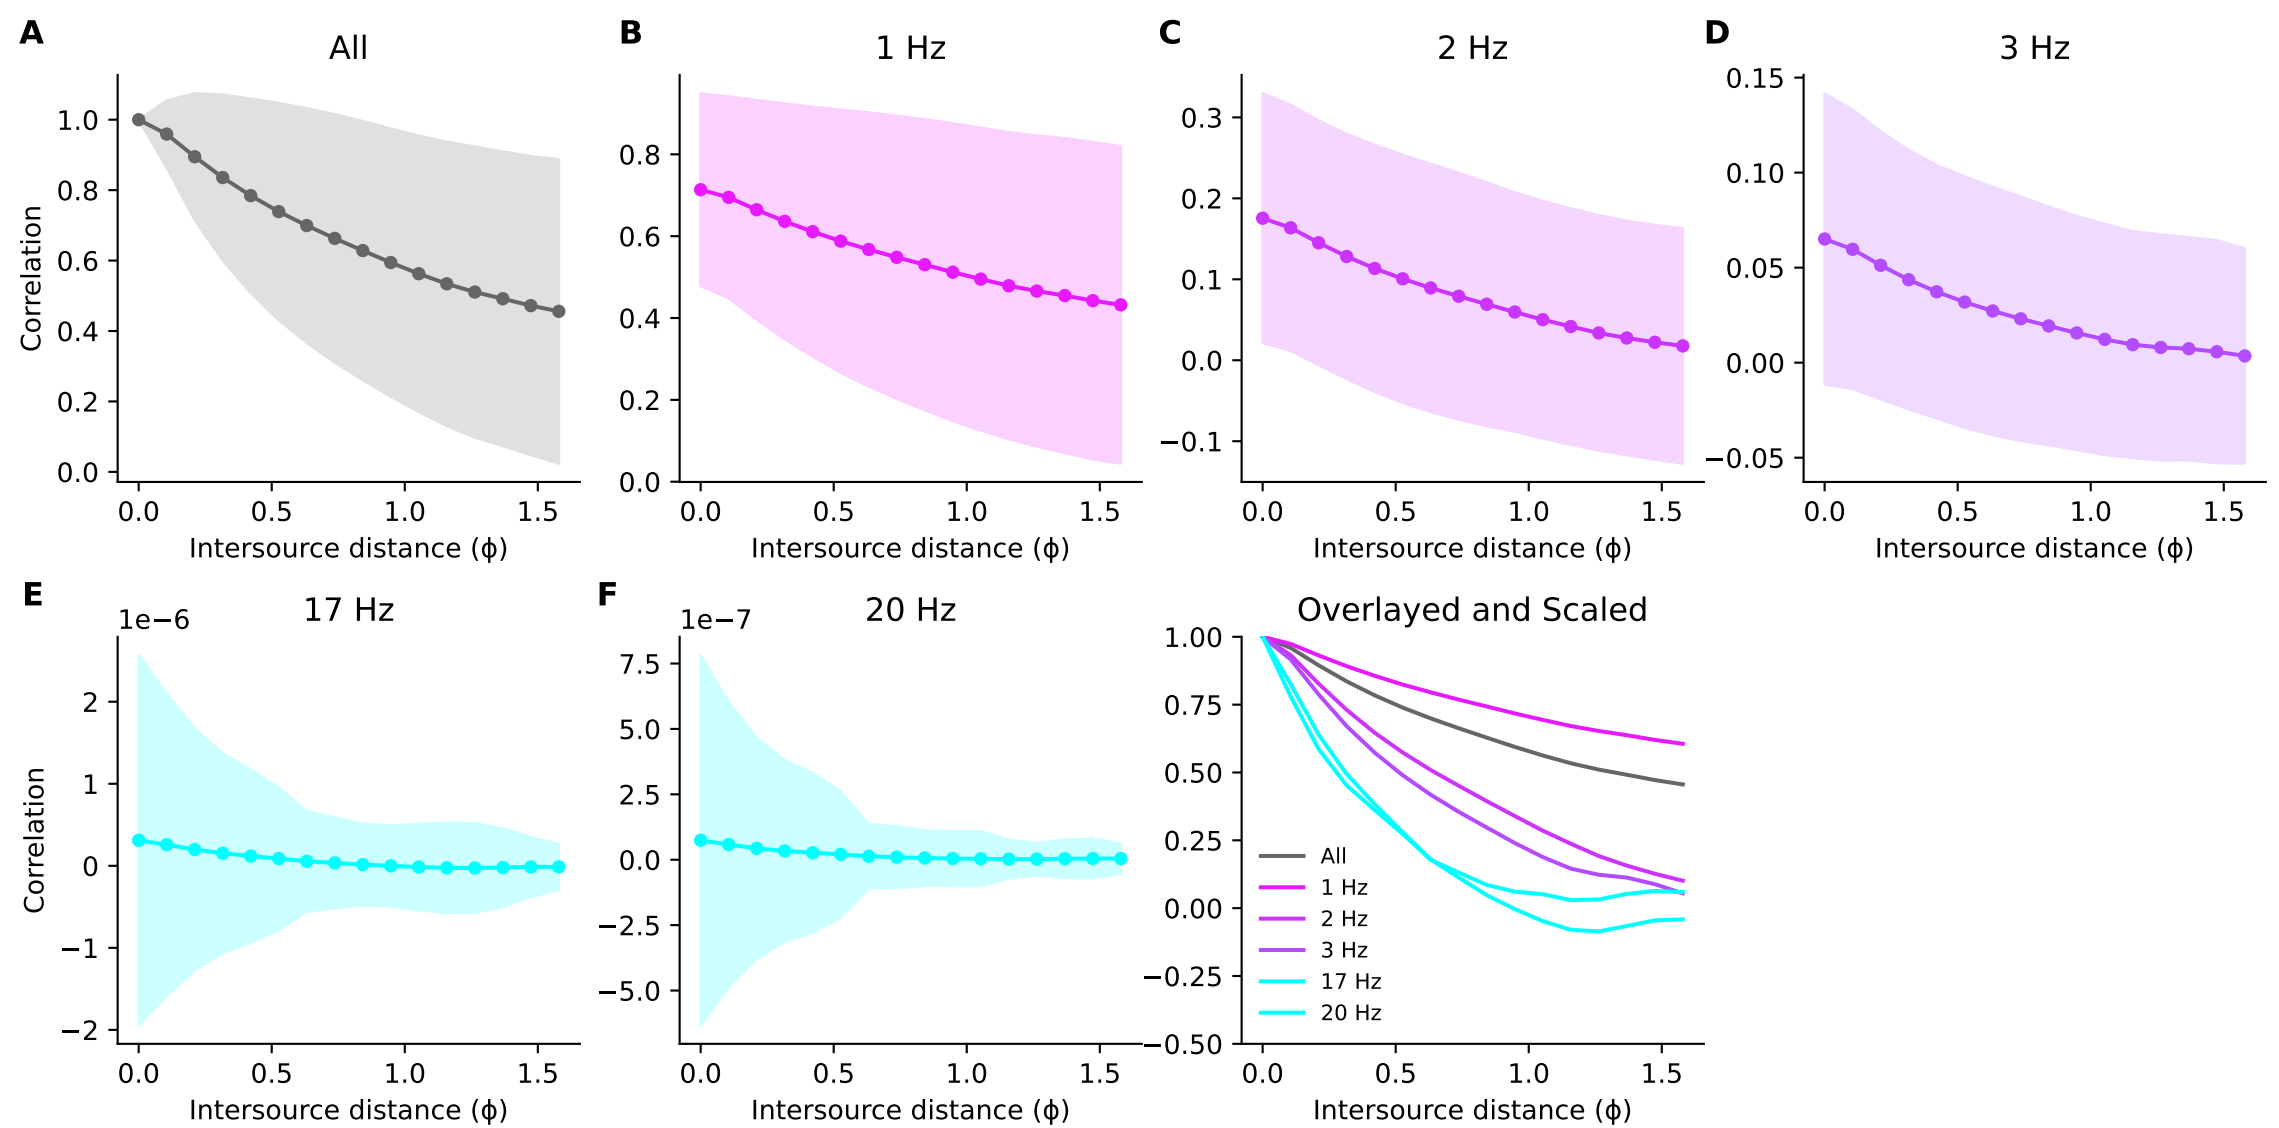 A
All
Correlation
1.0
0.8
0.6
0.4
0.2
0.0
0.0 0.5 1.0 1.5
Intersource distance (ϕ)
B
1 Hz
0.8
0.6
0.4
0.2
0.0
0.0 0.5 1.0 1.5
Intersource distance (ϕ)
C
2 Hz
0.3
0.2
0.1
0.0
−0.1
0.0 0.5 1.0 1.5
Intersource distance (ϕ)
D
3 Hz
0.15
0.10
0.05
0.00
−0.05
0.0 0.5 1.0 1.5
Intersource distance (ϕ)
E
17 Hz
1e−6
Correlation
2
1
0
−1
−2
0.0 0.5 1.0 1.5
Intersource distance (ϕ)
F
20 Hz
1e−7
7.5
5.0
2.5
0.0
−2.5
−5.0
0.0 0.5 1.0 1.5
Intersource distance (ϕ)
Overlayed and Scaled
1.00
0.75
0.50
0.25
0.00
−0.25
−0.50
All
1 Hz
2 Hz
3 Hz
17 Hz
20 Hz
0.0 0.5 1.0 1.5
Intersource distance (ϕ)